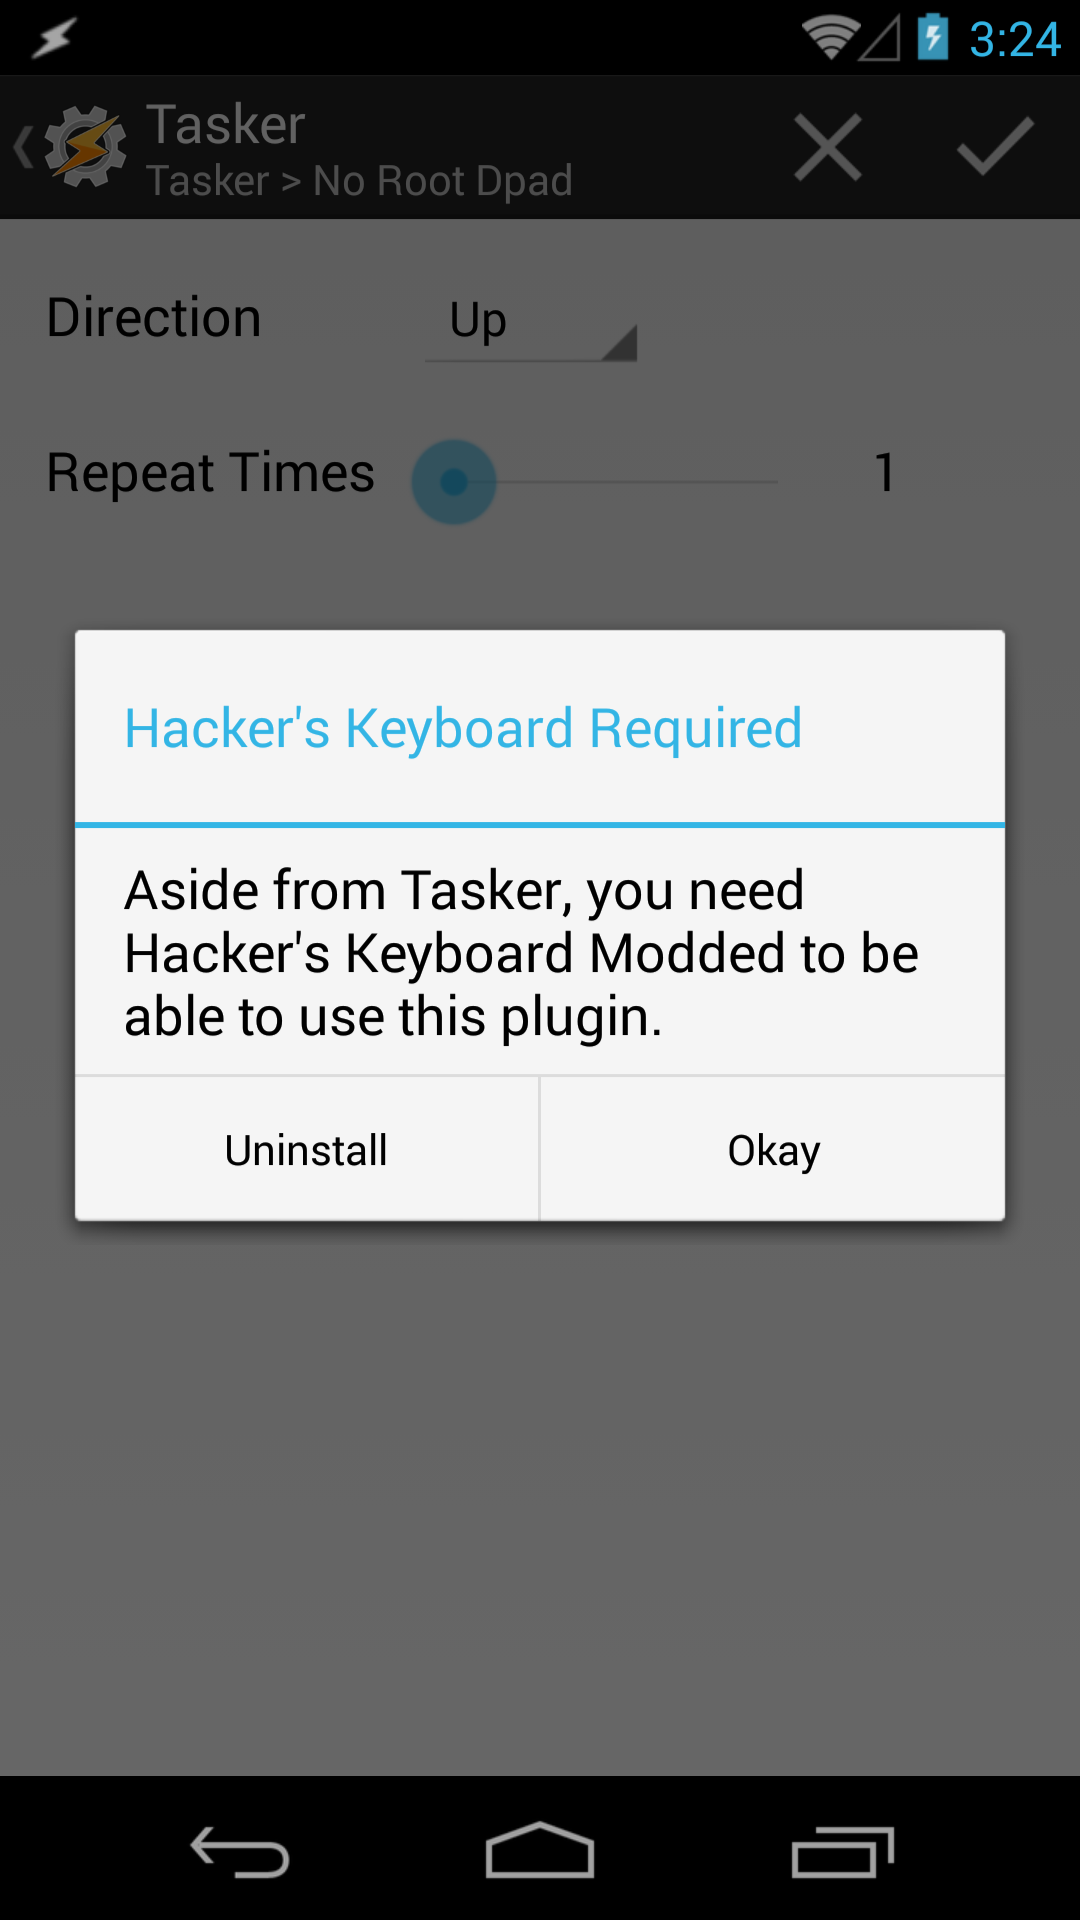 3:24
Tasker
Tasker > No Root Dpad
Direction Up
Repeat Times 1
Hacker's Keyboard Required
Aside from Tasker, you need
Hacker's Keyboard Modded to be
able to use this plugin.
Uninstall Okay